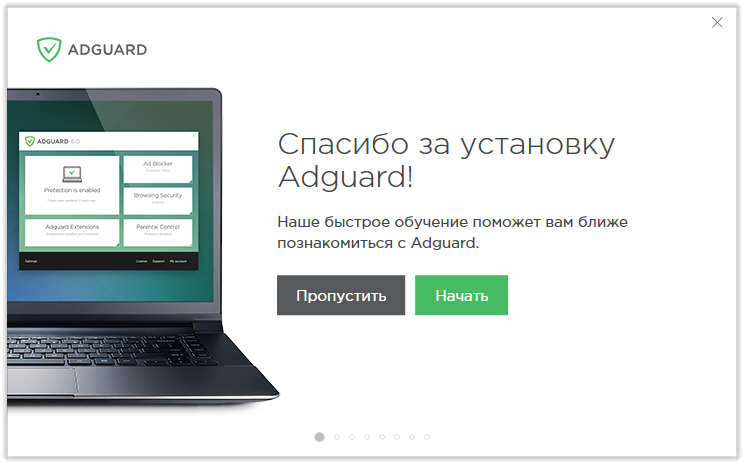 ADGUARD
Спасибо за установку
Adguard!
Наше быстрое обучение поможет вам ближе
познакомиться с Adguard.
Пропустить
Начать
ADGUARD 6.0
Protection is enabled
Ad Blocker
Browsing Security
Adguard Extensions
Parental Control
Settings
License
Support
My account